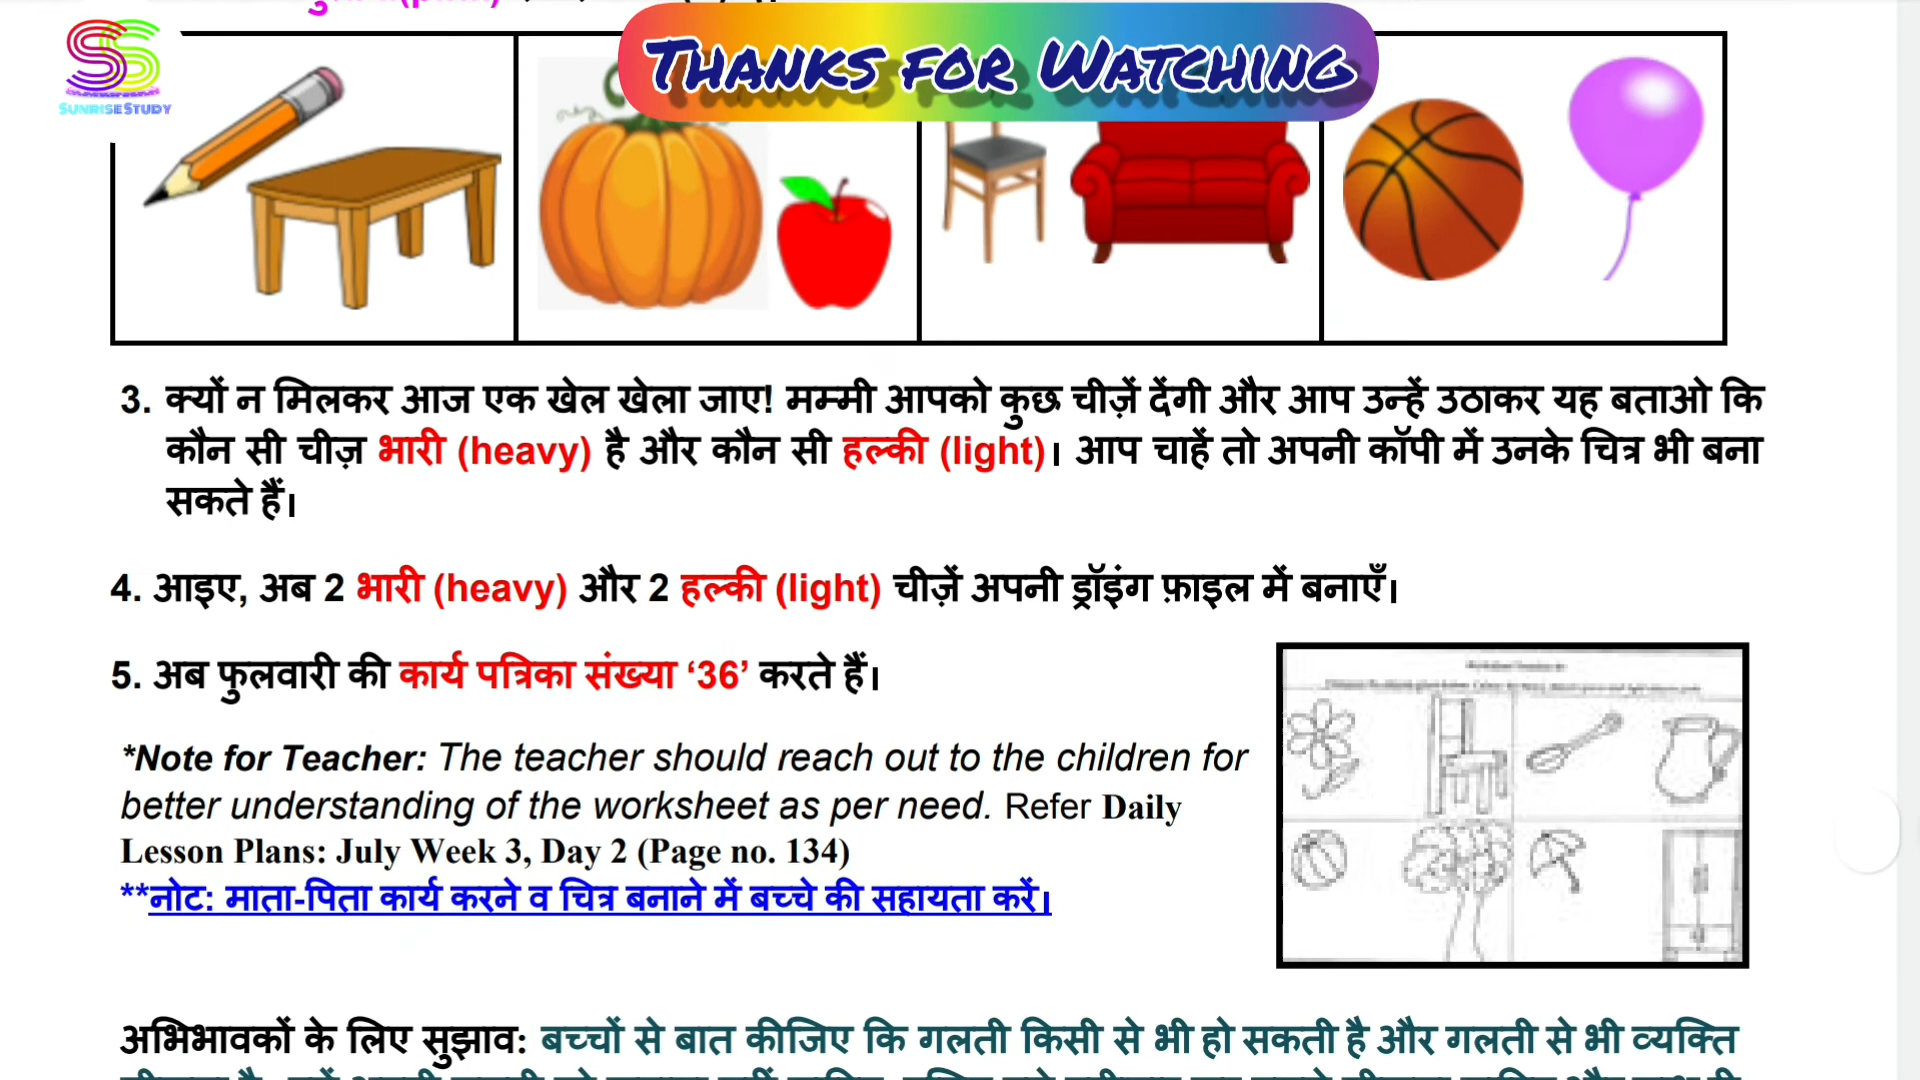 THANKS FOR WATCHING
SS
SUNRISESTUDY
3. क्यों न मिलकर आज एक खेल खेला जाए! मम्मी आपको कुछ चीज़ें देंगी और आप उन्हें उठाकर यह बताओ कि
कौन सी चीज़ भारी (heavy) है और कौन सी हल्की (light)। आप चाहें तो अपनी कॉपी में उनके चित्र भी बना
सकते हैं।
4. आइए, अब 2 भारी (heavy) और 2 हल्की (light) चीज़ें अपनी ड्रॉइंग फ़ाइल में बनाएँ।
5. अब फुलवारी की कार्य पत्रिका संख्या ‘36’ करते हैं।
*Note for Teacher: The teacher should reach out to the children for
better understanding of the worksheet as per need. Refer Daily
Lesson Plans: July Week 3, Day 2 (Page no. 134)
**नोट: माता-पिता कार्य करने व चित्र बनाने में बच्चे की सहायता करें।
अभिभावकों के लिए सुझाव: बच्चों से बात कीजिए कि गलती किसी से भी हो सकती है और गलती से भी व्यक्ति